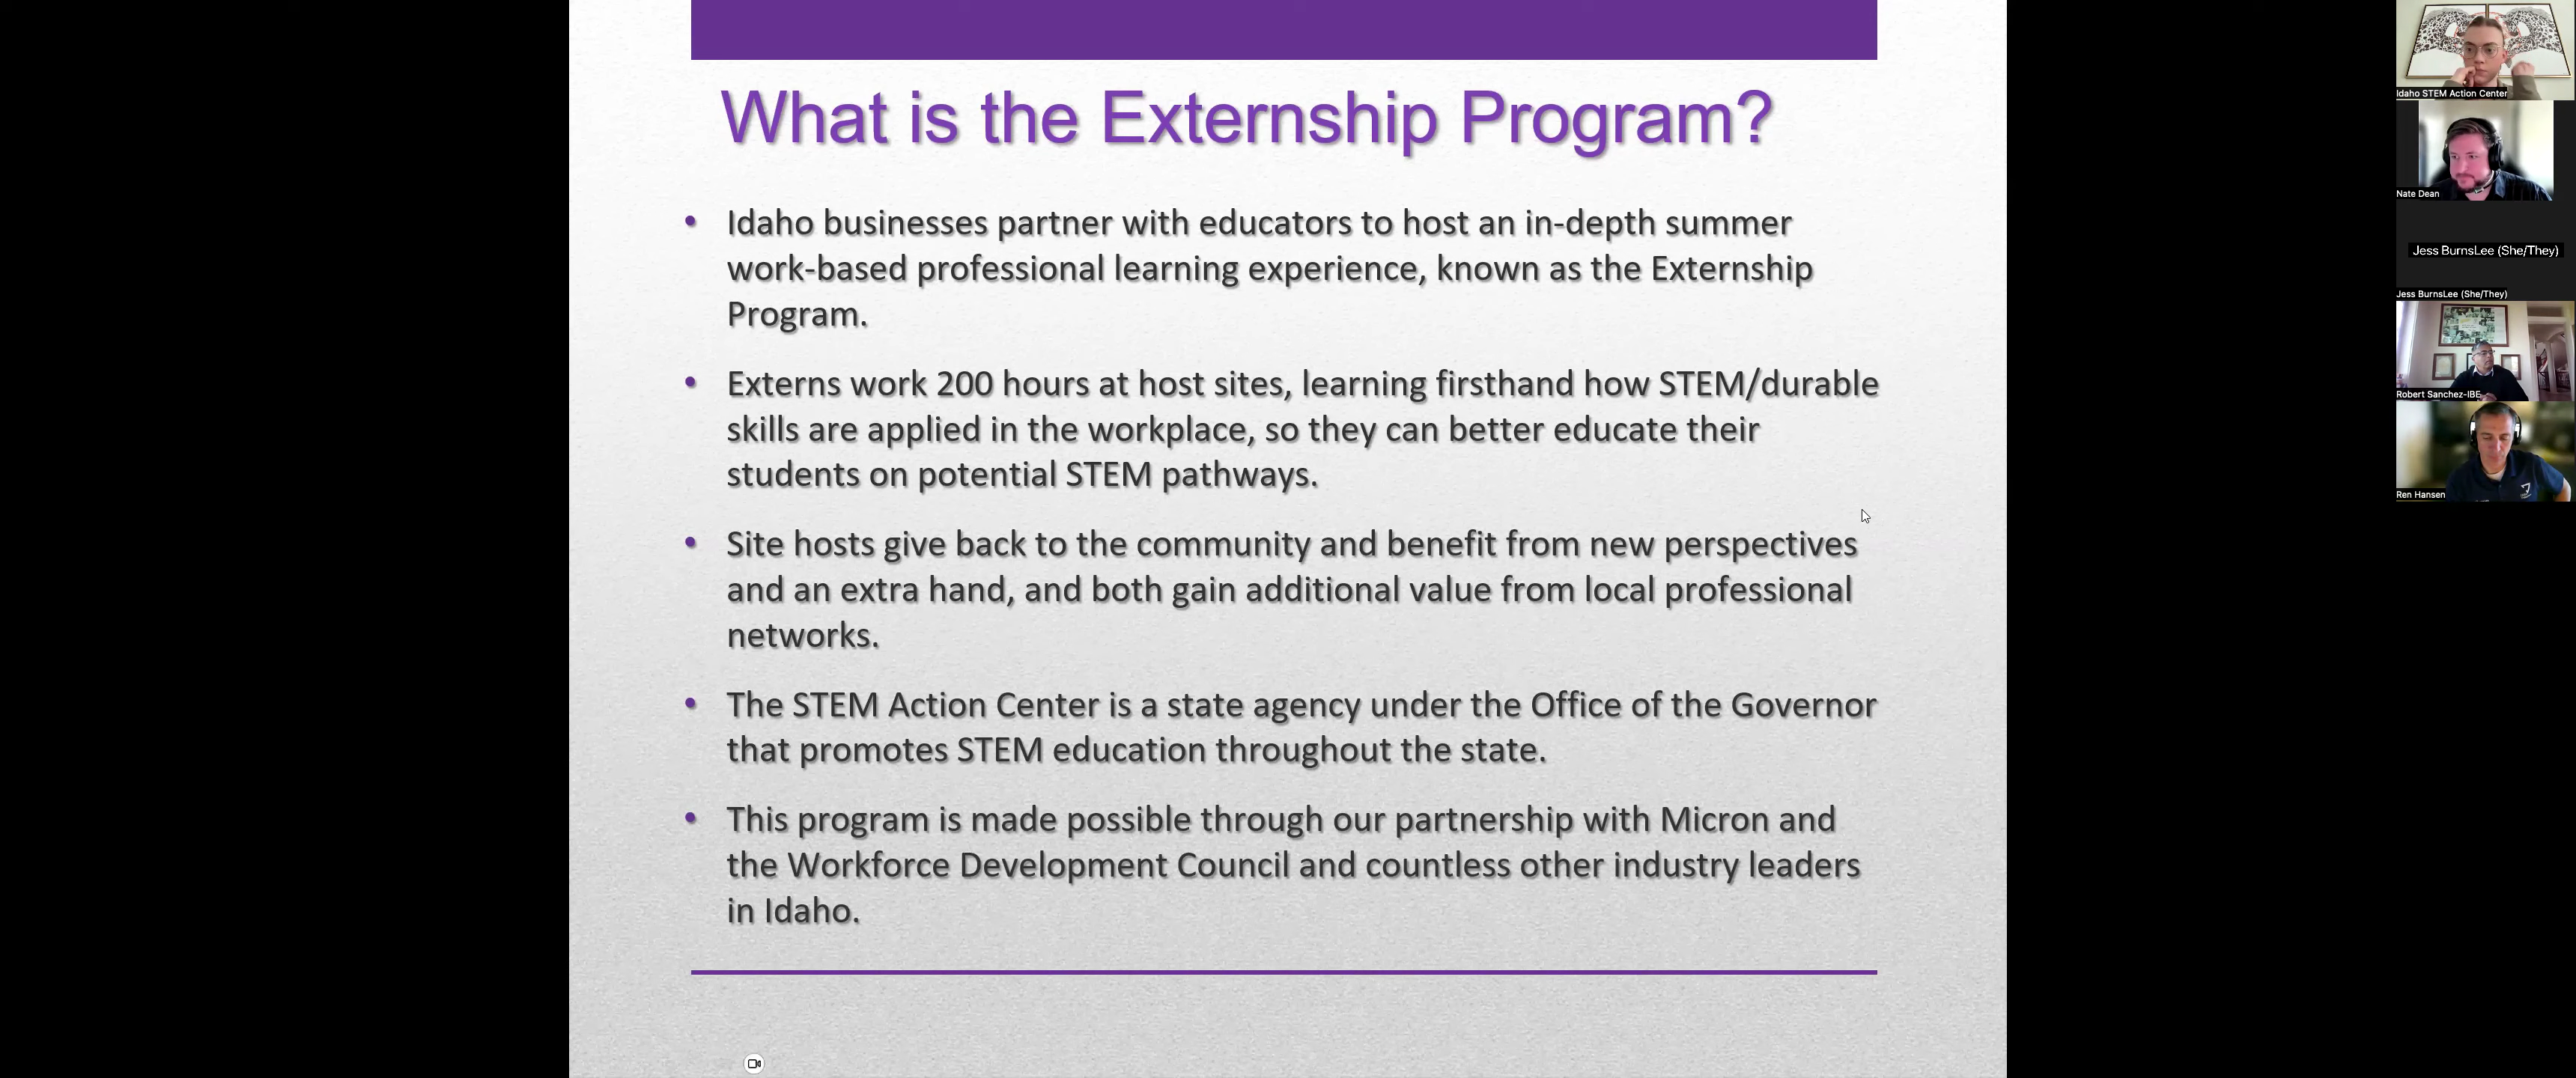 What is the Externship Program?
• Idaho businesses partner with educators to host an in-depth summer
work-based professional learning experience, known as the Externship
Program.
• Externs work 200 hours at host sites, learning firsthand how STEM/durable
skills are applied in the workplace, so they can better educate their
students on potential STEM pathways.
• Site hosts give back to the community and benefit from new perspectives
and an extra hand, and both gain additional value from local professional
networks.
• The STEM Action Center is a state agency under the Office of the Governor
that promotes STEM education throughout the state.
• This program is made possible through our partnership with Micron and
the Workforce Development Council and countless other industry leaders
in Idaho.
Idaho STEM Action Center
Nate Dean
Jess BurnsLee (She/They)
Jess BurnsLee (She/They)
Robert Sanchez-IBE
Ren Hansen